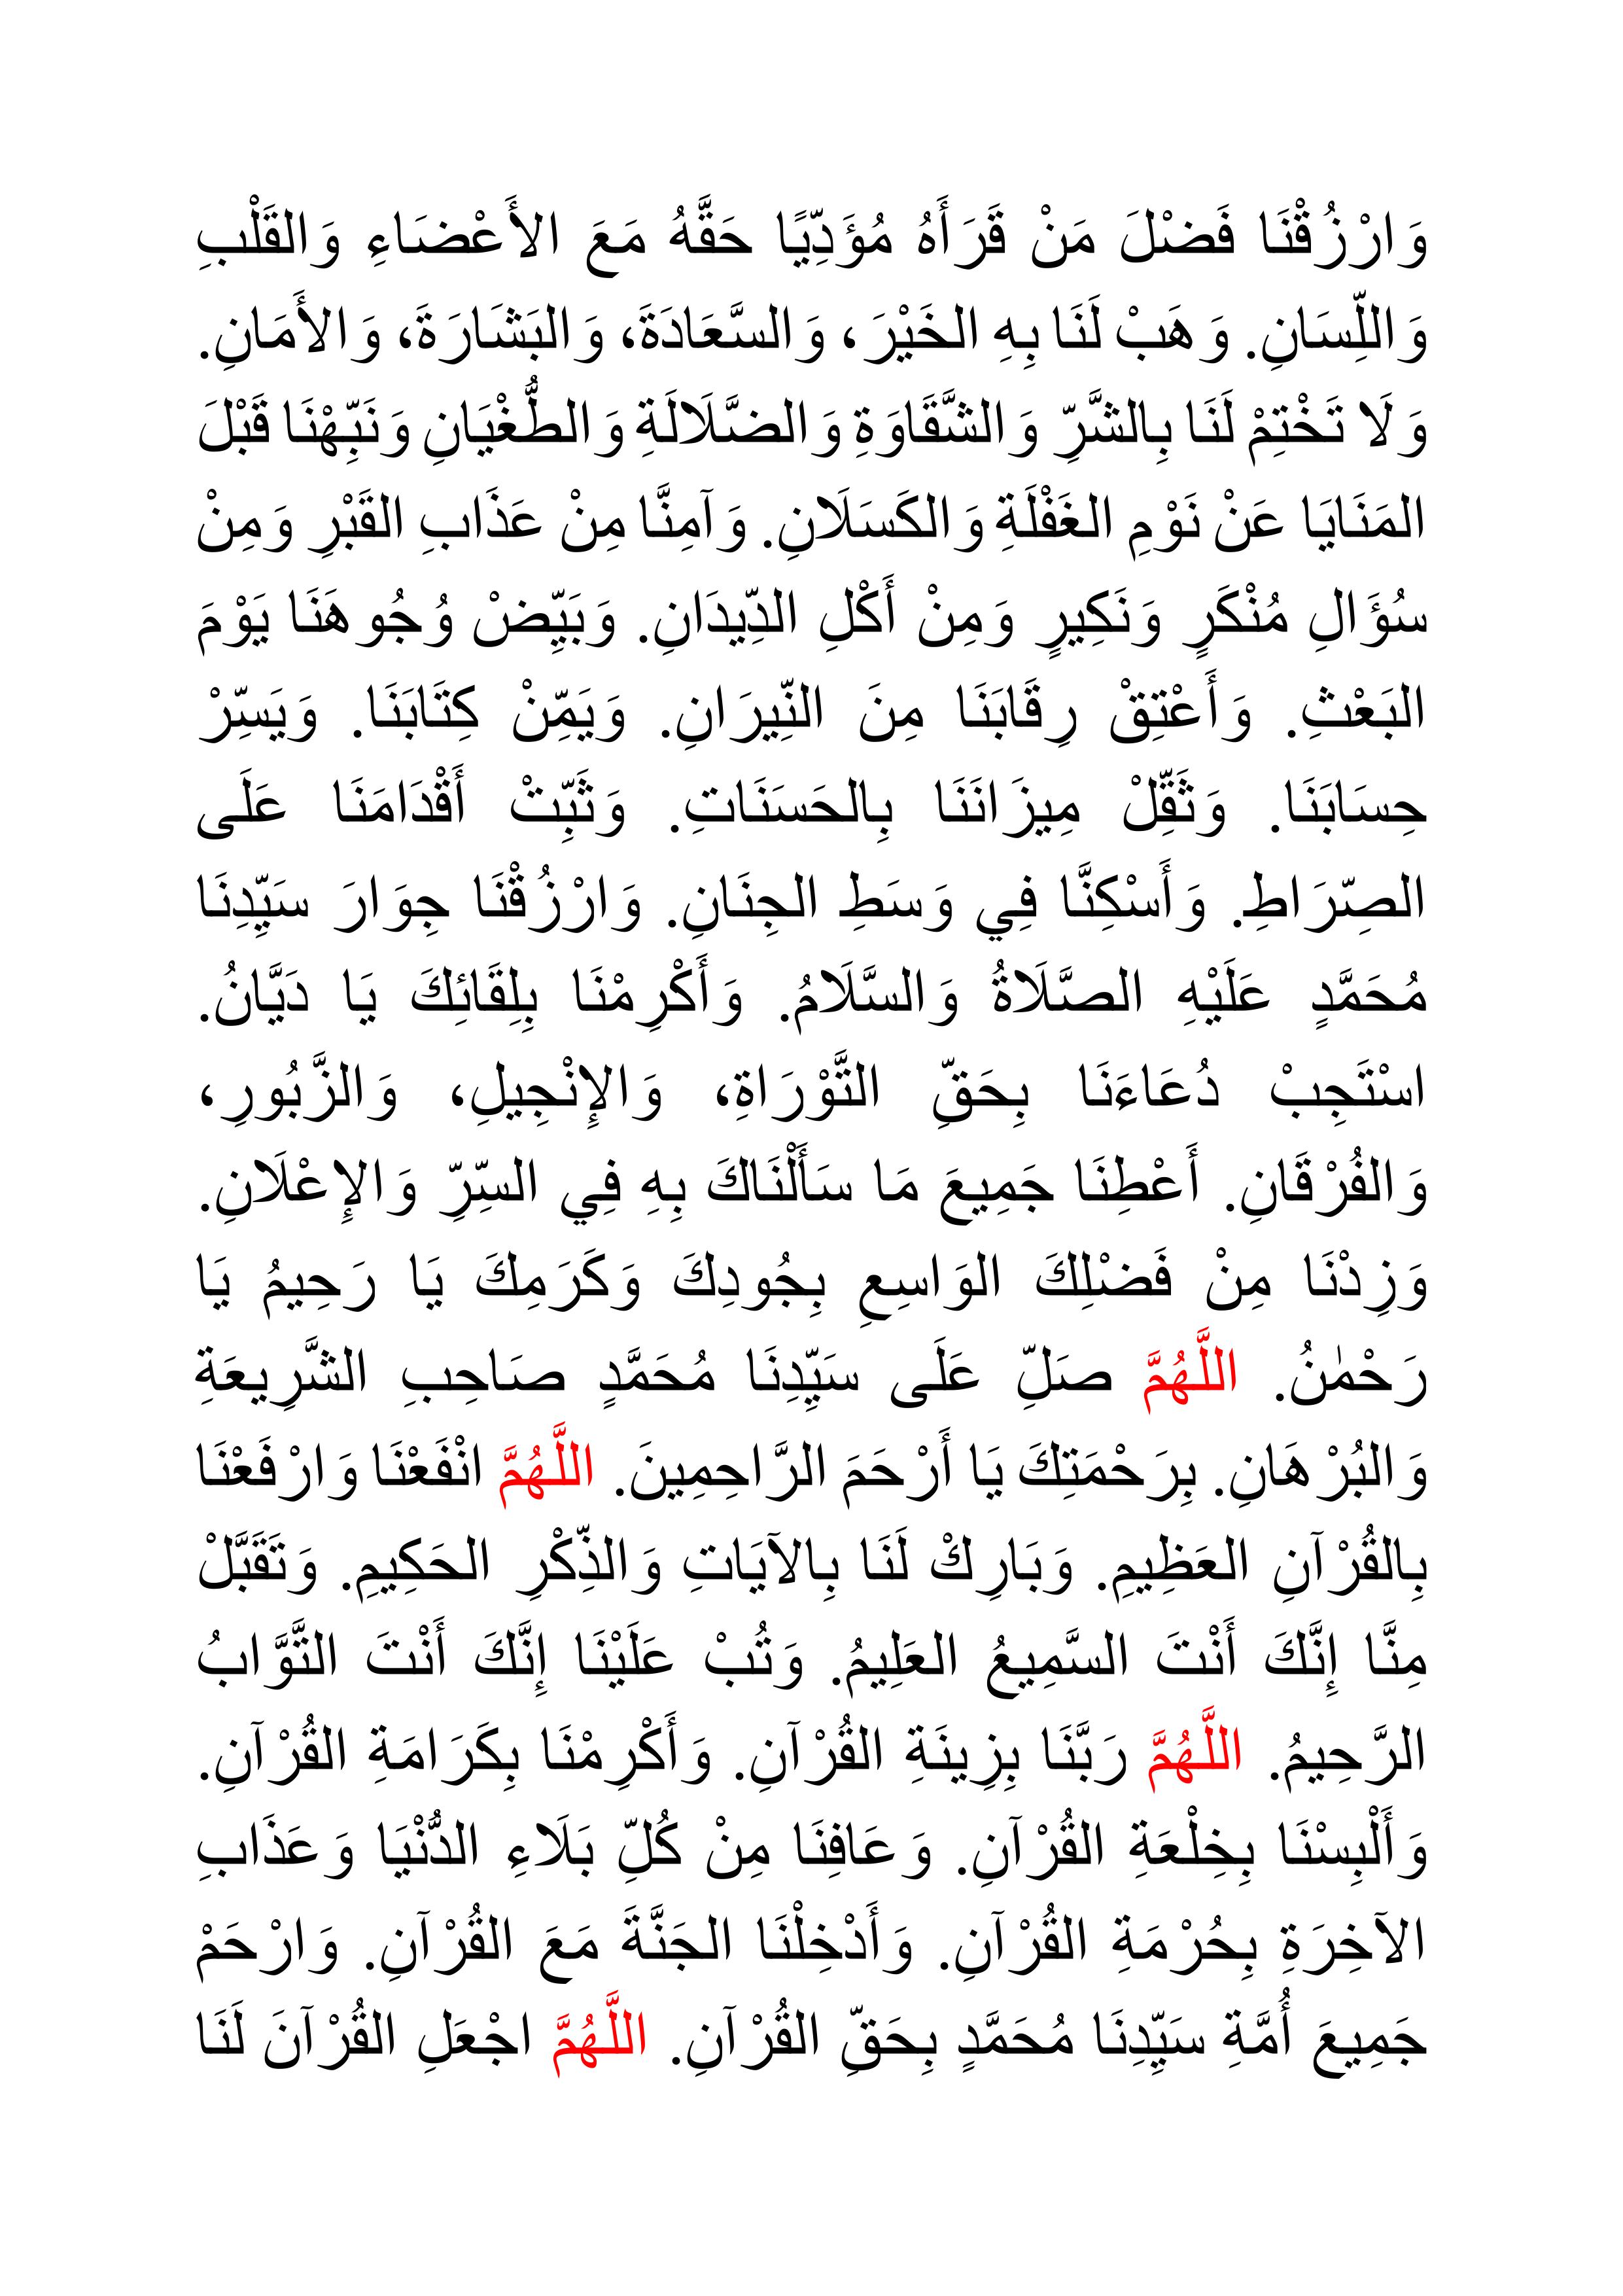 وَارْزُقْنَا فَضْلَ مَنْ قَرَأَهُ مُؤَدِّيًا حَقَّهُ مَعَ الأَعْضَاءِ وَالقَلْبِ
وَاللِّسَانِ. وَهَبْ لَنَا بِهِ الخَيْرَ، وَالسَّعَادَةَ، وَالبَشَارَةَ، وَالأَمَانِ.
وَلَا تَخْتِمْ لَنَا بِالشَّرِّ وَالشَّقَاوَةِ وَالضَّلَالَةِ وَالطُّغْيَانِ وَنَبِّهْنَا قَبْلَ
المَنَايَا عَنْ نَوْمِ الغَفْلَةِ وَالكَسَلَانِ. وَآمِنَّا مِنْ عَذَابِ القَبْرِ وَمِنْ
سُؤَالِ مُنْكَرٍ وَنَكِيرٍ وَمِنْ أَكْلِ الدِّيدَانِ. وَبَيِّضْ وُجُوهَنَا يَوْمَ
البَعْثِ. وَأَعْتِقْ رِقَابَنَا مِنَ النِّيرَانِ. وَيَمِّنْ كِتَابَنَا. وَيَسِّرْ
حِسَابَنَا. وَثَقِّلْ مِيزَانَنَا بِالحَسَنَاتِ. وَثَبِّتْ أَقْدَامَنَا عَلَى
الصِّرَاطِ. وَأَسْكِنَّا فِي وَسَطِ الجِنَانِ. وَارْزُقْنَا جِوَارَ سَيِّدِنَا
مُحَمَّدٍ عَلَيْهِ الصَّلَاةُ وَالسَّلَامُ. وَأَكْرِمْنَا بِلِقَائِكَ يَا دَيَّانُ.
اسْتَجِبْ دُعَاءَنَا بِحَقِّ التَّوْرَاةِ، وَالإِنْجِيلِ، وَالزَّبُورِ،
وَالفُرْقَانِ. أَعْطِنَا جَمِيعَ مَا سَأَلْنَاكَ بِهِ فِي السِّرِّ وَالإِعْلَانِ.
وَزِدْنَا مِنْ فَضْلِكَ الوَاسِعِ بِجُودِكَ وَكَرَمِكَ يَا رَحِيمُ يَا
رَحْمٰنُ. اللَّهُمَّ صَلِّ عَلَى سَيِّدِنَا مُحَمَّدٍ صَاحِبِ الشَّرِيعَةِ
وَالبُرْهَانِ. بِرَحْمَتِكَ يَا أَرْحَمَ الرَّاحِمِينَ. اللَّهُمَّ انْفَعْنَا وَارْفَعْنَا
بِالقُرْآنِ العَظِيمِ. وَبَارِكْ لَنَا بِالآيَاتِ وَالذِّكْرِ الحَكِيمِ. وَتَقَبَّلْ
مِنَّا إِنَّكَ أَنْتَ السَّمِيعُ العَلِيمُ. وَتُبْ عَلَيْنَا إِنَّكَ أَنْتَ التَّوَّابُ
الرَّحِيمُ. اللَّهُمَّ رَبَّنَا بِزِينَةِ القُرْآنِ. وَأَكْرِمْنَا بِكَرَامَةِ القُرْآنِ.
وَأَلْبِسْنَا بِخِلْعَةِ القُرْآنِ. وَعَافِنَا مِنْ كُلِّ بَلَاءِ الدُّنْيَا وَعَذَابِ
الآخِرَةِ بِحُرْمَةِ القُرْآنِ. وَأَدْخِلْنَا الجَنَّةَ مَعَ القُرْآنِ. وَارْحَمْ
جَمِيعَ أُمَّةِ سَيِّدِنَا مُحَمَّدٍ بِحَقِّ القُرْآنِ. اللَّهُمَّ اجْعَلِ القُرْآنَ لَنَا